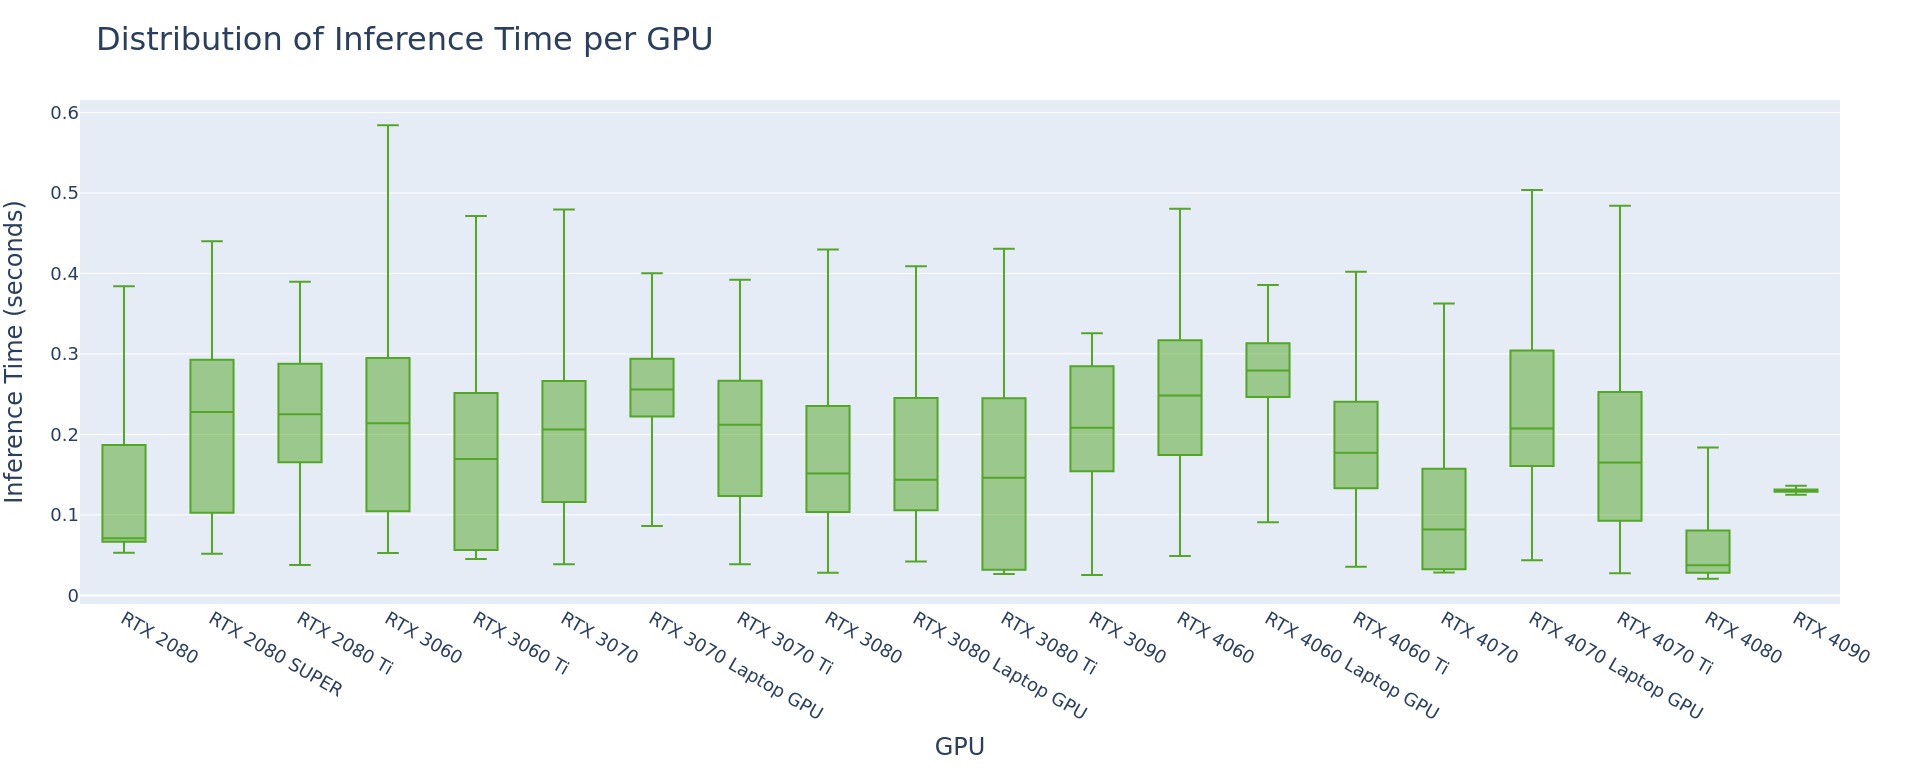 Distribution of Inference Time per GPU
Inference Time (seconds)
0.6
0.5
0.4
0.3
0.2
0.1
0
RTX 2080
RTX 2080 SUPER
RTX 2080 Ti
RTX 3060
RTX 3060 Ti
RTX 3070
RTX 3070 Laptop GPU
RTX 3070 Ti
RTX 3080
RTX 3080 Laptop GPU
RTX 3080 Ti
RTX 3090
RTX 4060
RTX 4060 Laptop GPU
RTX 4060 Ti
RTX 4070
RTX 4070 Laptop GPU
RTX 4070 Ti
RTX 4080
RTX 4090
GPU